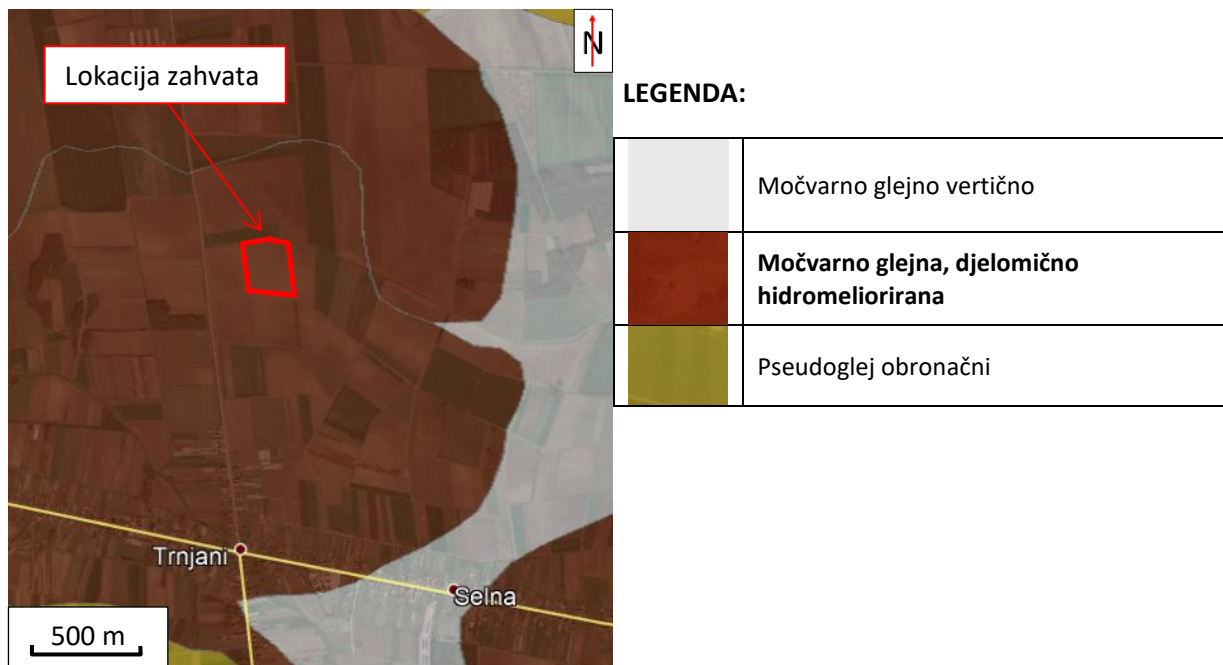 N
Lokacija zahvata
Trnjani
Selna
500 m
LEGENDA:
Močvarno glejno vertično
Močvarno glejna, djelomično
hidromeliorirana
Pseudoglej obronačni